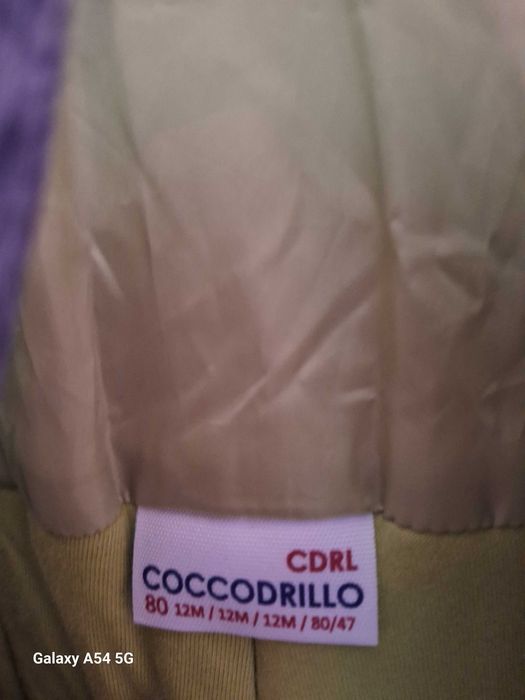 CDRL
COCCODRILLO
80 12M / 12M / 12M / 80/47
Galaxy A54 5G